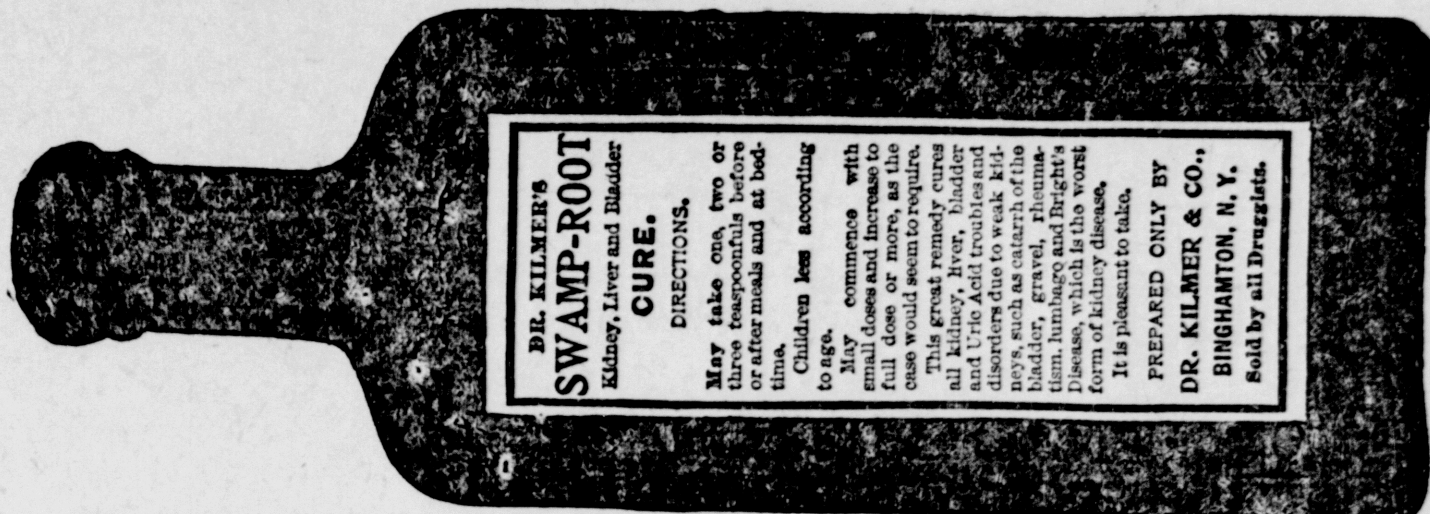 DR. KILMER'S
SWAMP-ROOT
Kidney, Liver and Bladder
CURE.
DIRECTIONS.
May take one, two or
three teaspoonfuls before
or after meals and at bed-
time.
Children less according
to age.
May commence with
small doses and increase to
full dose or more, as the
case would seem to require.
This great remedy cures
all kidney, liver, bladder
and Uric Acid troubles and
disorders due to weak kid-
neys, such as catarrh of the
bladder, gravel, rheuma-
tism, lumbago and Bright's
Disease, which is the worst
form of kidney disease.
It is pleasant to take.
PREPARED ONLY BY
DR. KILMER & CO.,
BINGHAMTON, N. Y.
Sold by all Druggists.